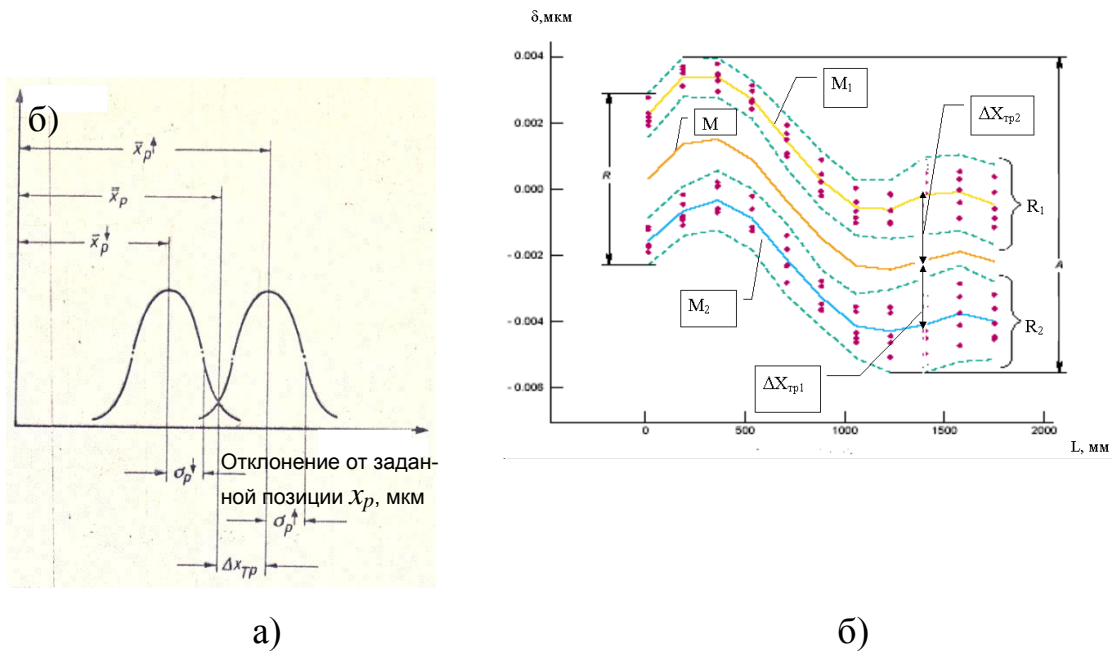 б)
x̄p↑
x̿p
x̄p↓
σp↓
Отклонение от задан-
ной позиции xp, мкм
σp↑
Δxтр
а)
δ,мкм
0.004
0.002
0.000
- 0.002
- 0.004
-0.006
0
500
1000
1500
2000
L, мм
R
A
M₁
M
M₂
ΔXтр2
ΔXтр1
R₁
R₂
б)